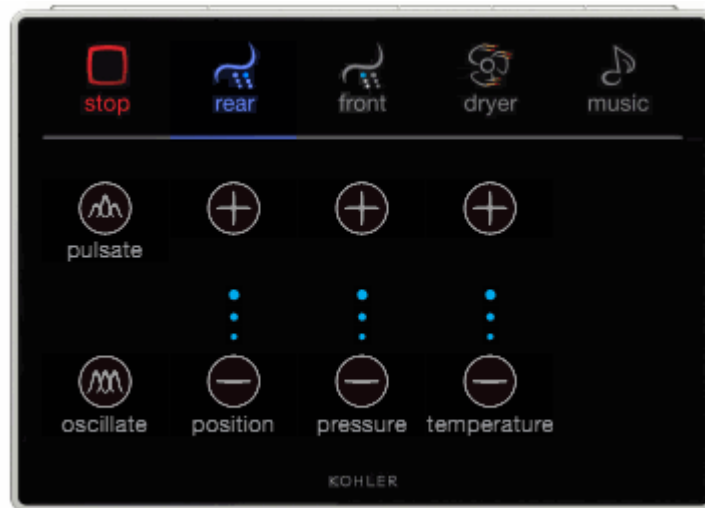 stop rear front dryer music
pulsate
oscillate position pressure temperature
KOHLER